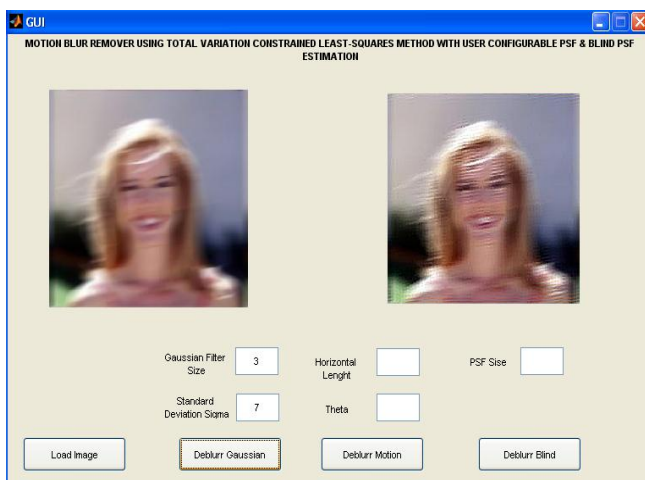 GUI
MOTION BLUR REMOVER USING TOTAL VARIATION CONSTRAINED LEAST-SQUARES METHOD WITH USER CONFIGURABLE PSF & BLIND PSF
ESTIMATION
Gaussian Filter
Size
3
Horizontal
Lenght
PSF Sise
Standard
Deviation Sigma
7
Theta
Load Image
Deblurr Gaussian
Deblurr Motion
Deblurr Blind